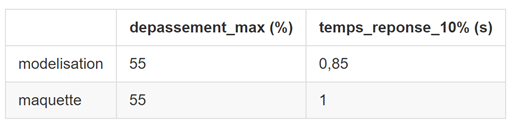 depassement_max (%) temps_reponse_10% (s)
modelisation 55 0,85
maquette 55 1